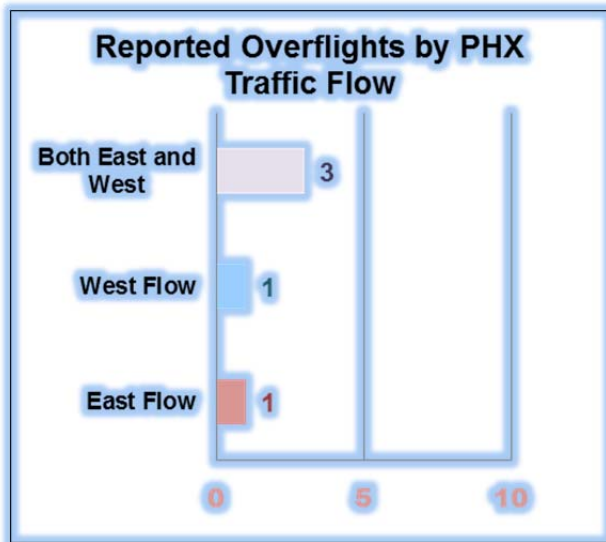 Reported Overflights by PHX
Traffic Flow
Both East and
West
3
West Flow
1
East Flow
1
0 5 10